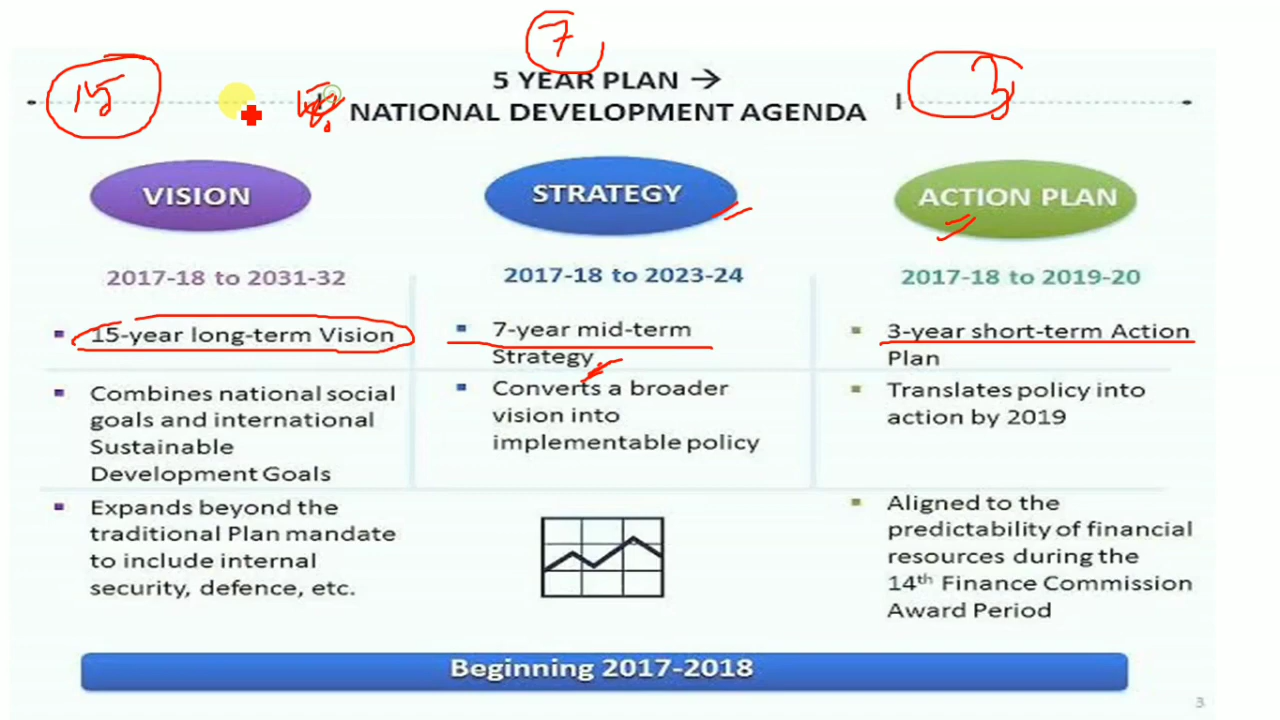 7
15
3
5 YEAR PLAN →
NATIONAL DEVELOPMENT AGENDA
VISION
2017-18 to 2031-32
▪ 15-year long-term Vision
▪ Combines national social
goals and international
Sustainable
Development Goals
▪ Expands beyond the
traditional Plan mandate
to include internal
security, defence, etc.
STRATEGY
2017-18 to 2023-24
▪ 7-year mid-term
Strategy
▪ Converts a broader
vision into
implementable policy
ACTION PLAN
2017-18 to 2019-20
▪ 3-year short-term Action
Plan
▪ Translates policy into
action by 2019
▪ Aligned to the
predictability of financial
resources during the
14th Finance Commission
Award Period
Beginning 2017-2018
3